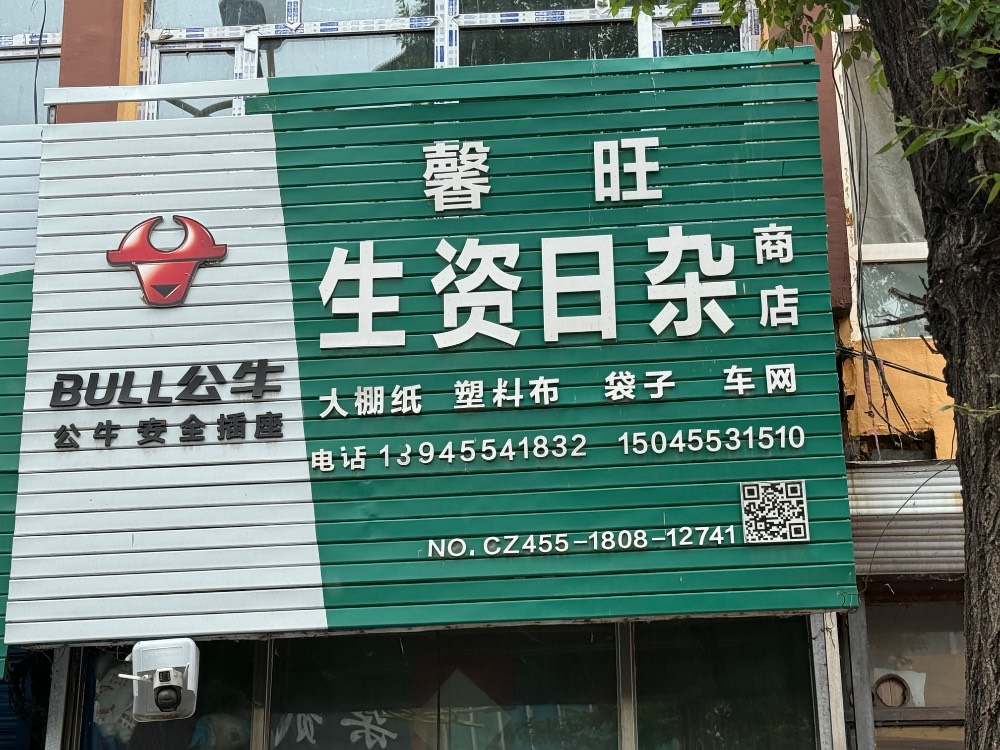 馨旺
生资日杂商店
BULL公牛
公牛安全插座
大棚纸 塑料布 袋子 车网
电话 13945541832 15045531510
NO.CZ455-1808-12741